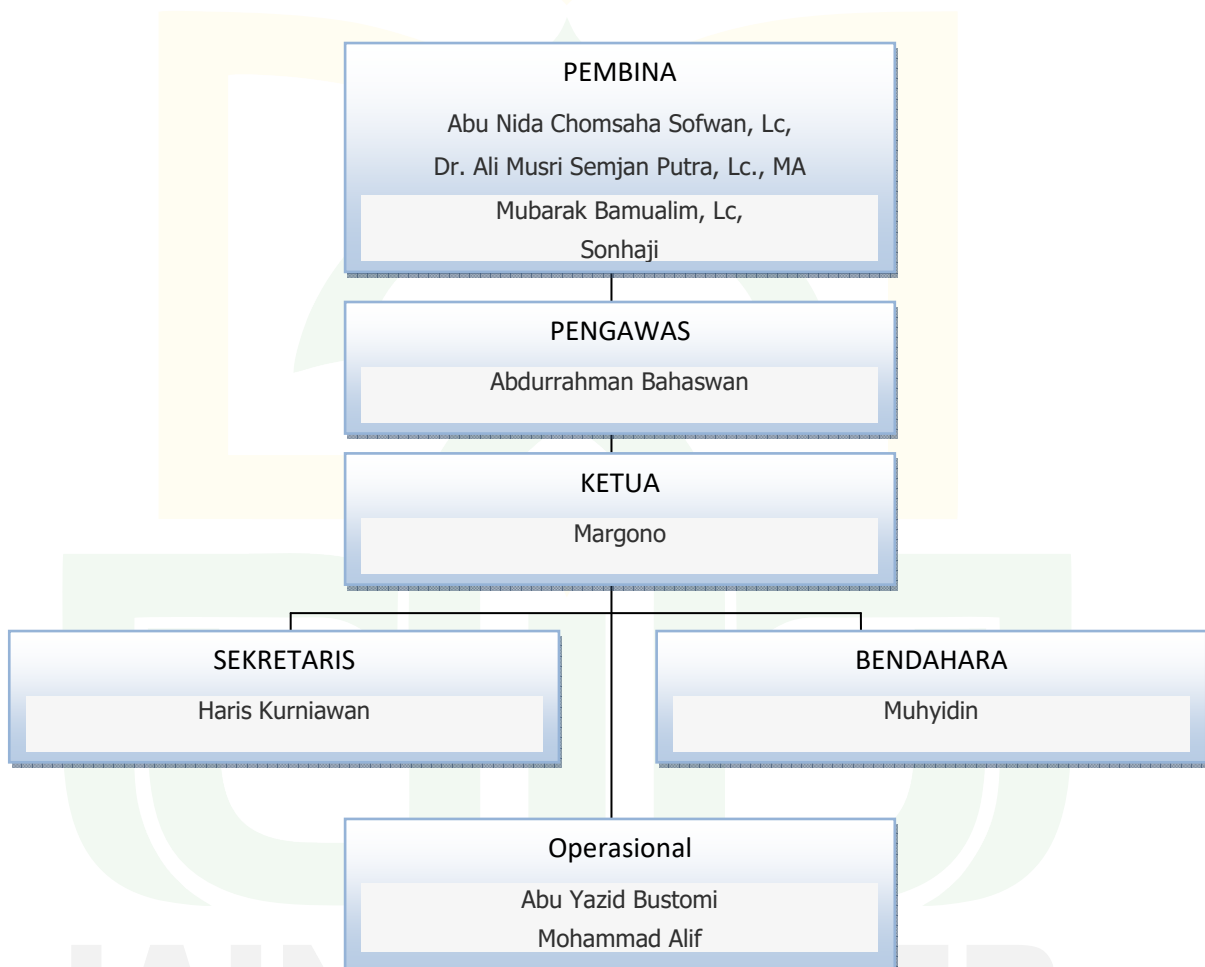 PEMBINA
Abu Nida Chomsaha Sofwan, Lc,
Dr. Ali Musri Semjan Putra, Lc., MA
Mubarak Bamualim, Lc,
Sonhaji
PENGAWAS
Abdurrahman Bahaswan
KETUA
Margono
SEKRETARIS
Haris Kurniawan
BENDAHARA
Muhyidin
Operasional
Abu Yazid Bustomi
Mohammad Alif